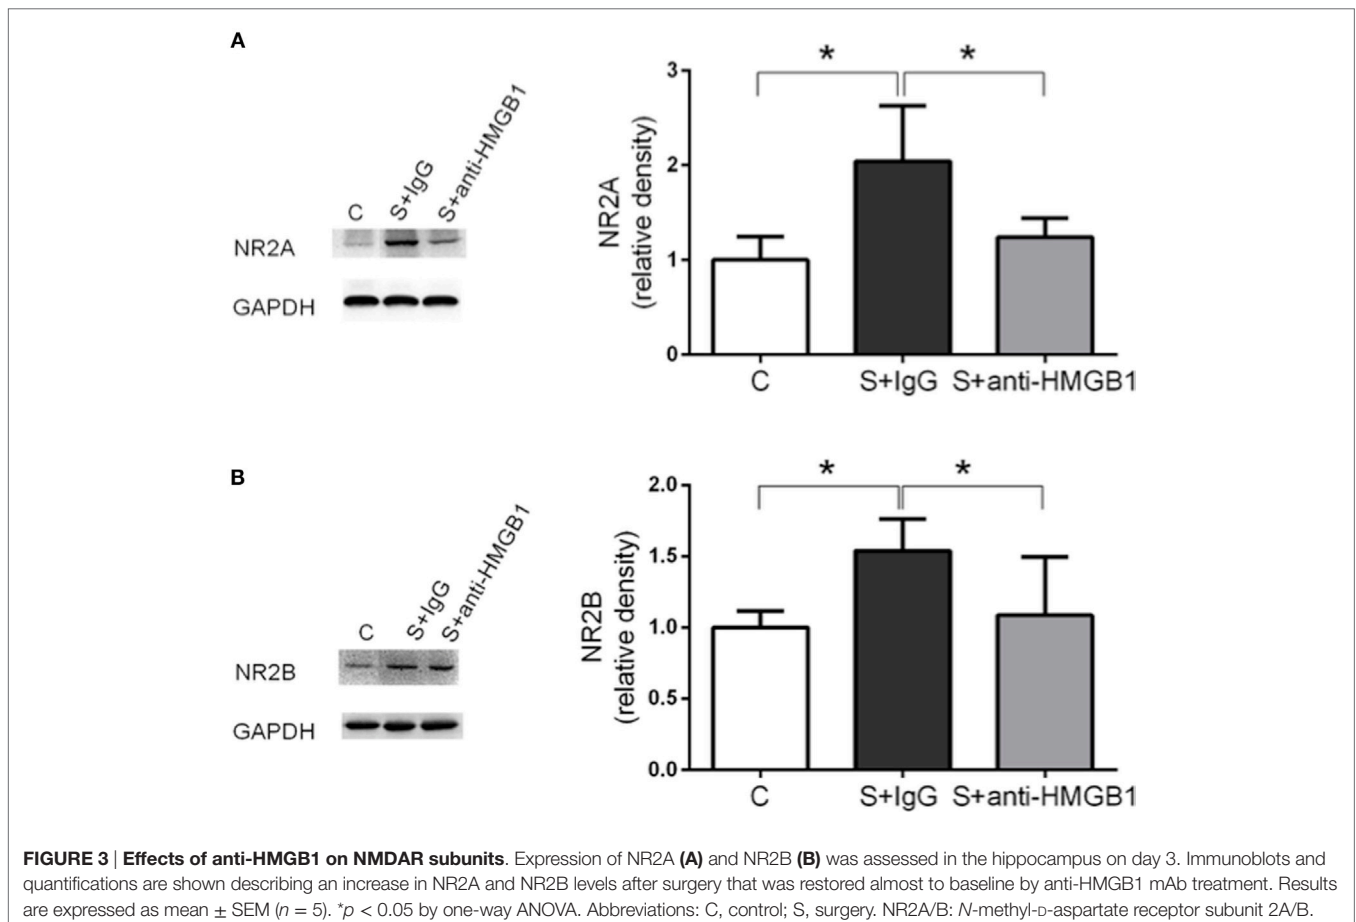 A
C
S+IgG
S+anti-HMGB1
NR2A
GAPDH
NR2A
(relative density)
3
2
1
0
*
*
C
S+IgG
S+anti-HMGB1
B
C
S+IgG
S+anti-HMGB1
NR2B
GAPDH
NR2B
(relative density)
2.0
1.5
1.0
0.5
0.0
*
*
C
S+IgG
S+anti-HMGB1
FIGURE 3 | Effects of anti-HMGB1 on NMDAR subunits. Expression of NR2A (A) and NR2B (B) was assessed in the hippocampus on day 3. Immunoblots and
quantifications are shown describing an increase in NR2A and NR2B levels after surgery that was restored almost to baseline by anti-HMGB1 mAb treatment. Results
are expressed as mean ± SEM (n = 5). *p < 0.05 by one-way ANOVA. Abbreviations: C, control; S, surgery. NR2A/B: N-methyl-D-aspartate receptor subunit 2A/B.